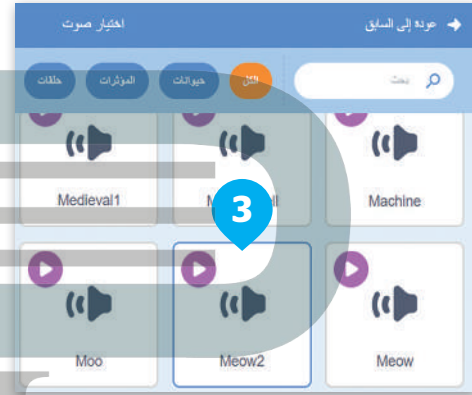 عودة إلى السابق
اختيار صوت
بحث
الكل
حيوانات
المؤثرات
حلقات
Machine
3
Medieval1
Meow
Meow2
Moo